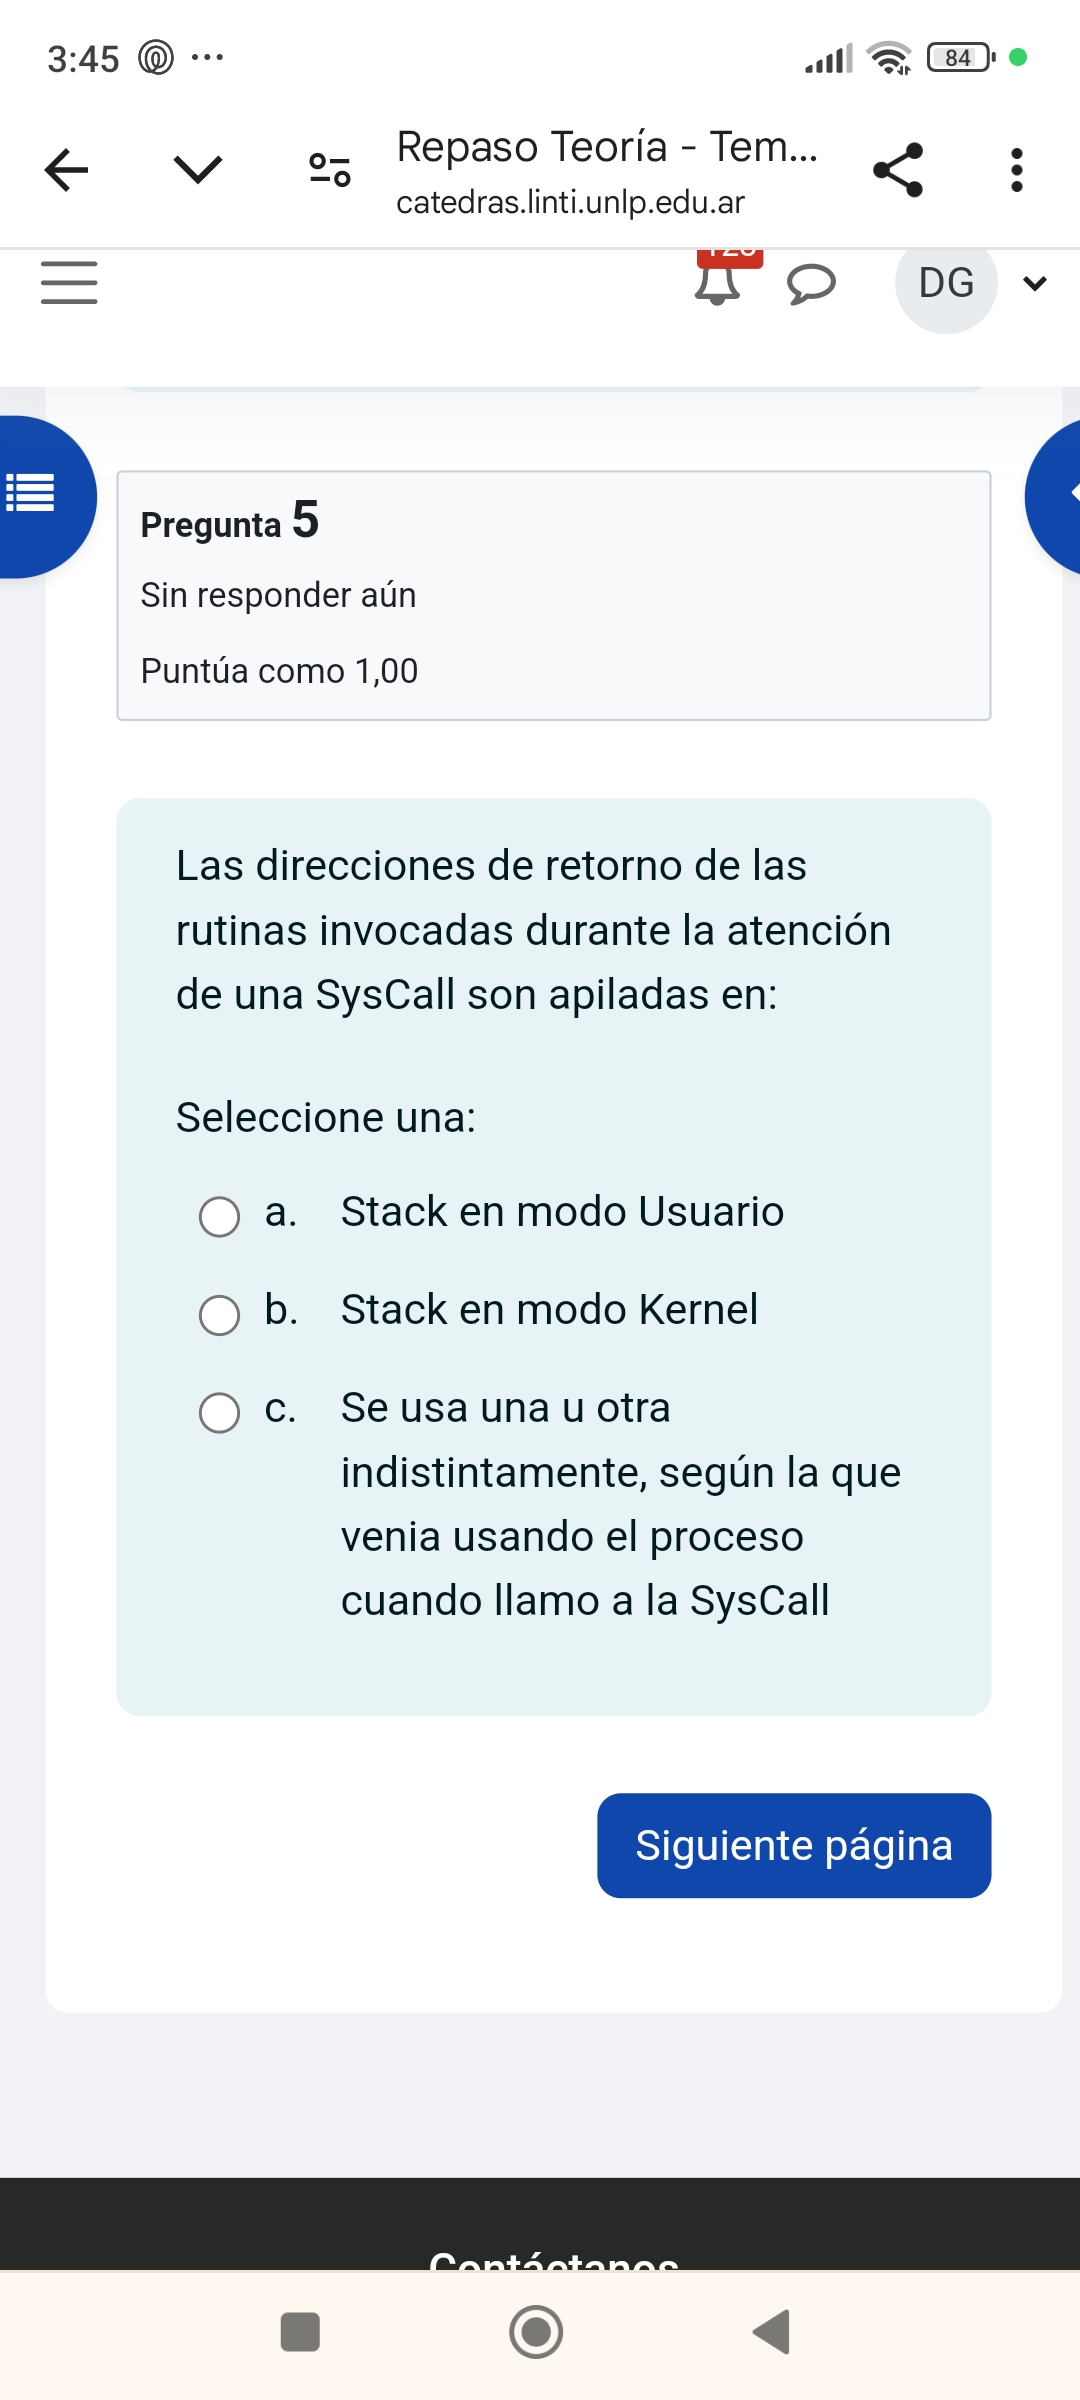 3:45
84
Repaso Teoría - Tem...
catedras.linti.unlp.edu.ar
DG
Pregunta 5
Sin responder aún
Puntúa como 1,00
Las direcciones de retorno de las
rutinas invocadas durante la atención
de una SysCall son apiladas en:
Seleccione una:
a. Stack en modo Usuario
b. Stack en modo Kernel
c. Se usa una u otra
indistintamente, según la que
venia usando el proceso
cuando llamo a la SysCall
Siguiente página
Contáctanos